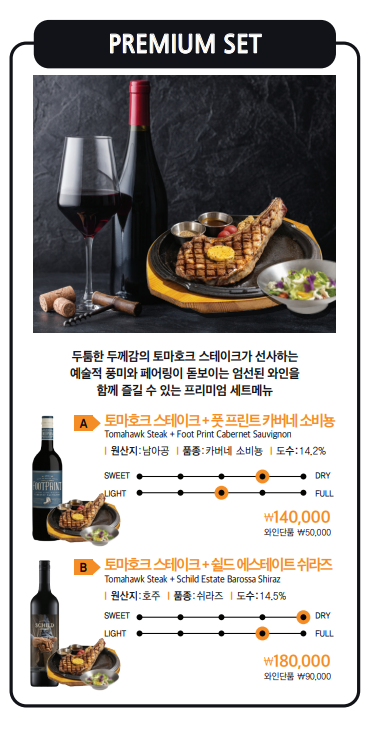 PREMIUM SET
두툼한 두께감의 토마호크 스테이크가 선사하는
예술적 풍미와 페어링이 돋보이는 엄선된 와인을
함께 즐길 수 있는 프리미엄 세트메뉴
A 토마호크 스테이크 + 풋 프린트 카버네 소비뇽
Tomahawk Steak + Foot Print Cabernet Sauvignon
| 원산지: 남아공 | 품종: 카버네 소비뇽 | 도수: 14.2%
SWEET DRY
LIGHT FULL
FOOTPRINT
₩140,000
와인단품 ₩50,000
B 토마호크 스테이크 + 쉴드 에스테이트 쉬라즈
Tomahawk Steak + Schild Estate Barossa Shiraz
| 원산지: 호주 | 품종: 쉬라즈 | 도수: 14.5%
SWEET DRY
LIGHT FULL
SCHILD
₩180,000
와인단품 ₩90,000